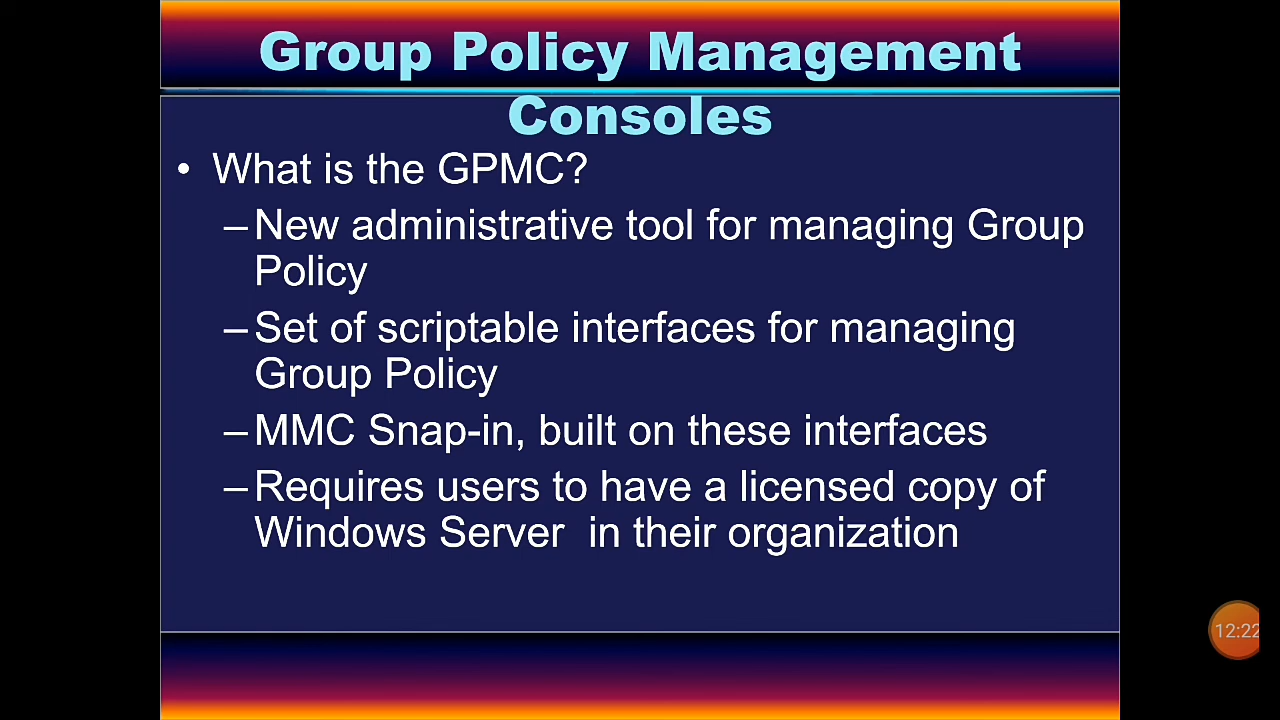 Group Policy Management
Consoles
• What is the GPMC?
–New administrative tool for managing Group
Policy
–Set of scriptable interfaces for managing
Group Policy
–MMC Snap-in, built on these interfaces
–Requires users to have a licensed copy of
Windows Server  in their organization
12:22